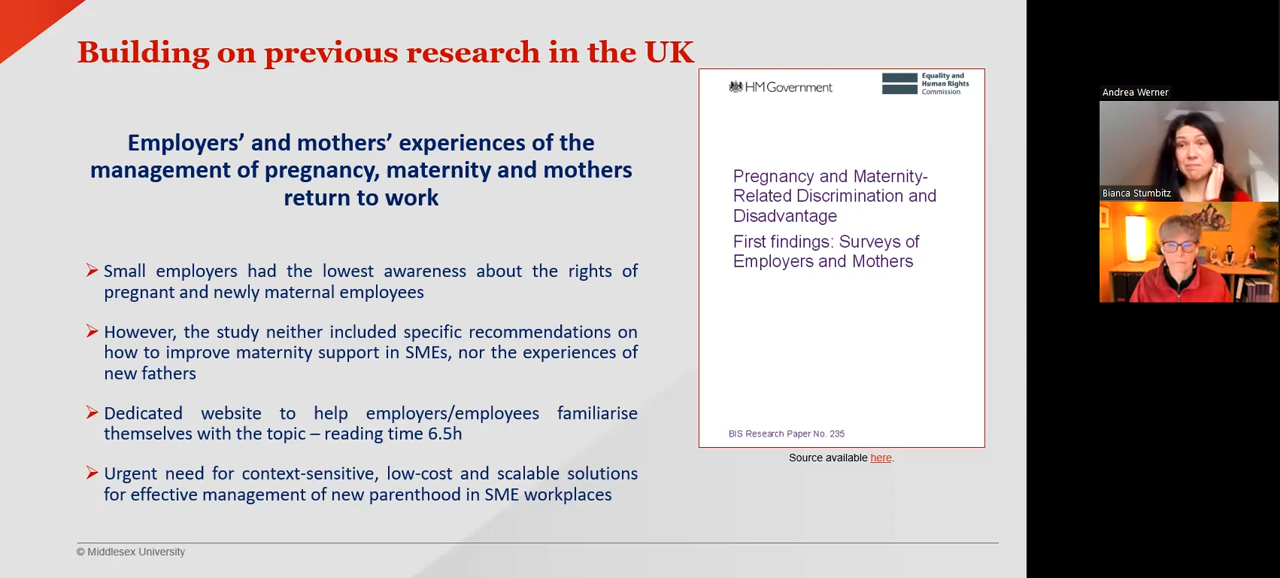 Building on previous research in the UK
Employers’ and mothers’ experiences of the
management of pregnancy, maternity and mothers
return to work
➢ Small employers had the lowest awareness about the rights of
pregnant and newly maternal employees
➢ However, the study neither included specific recommendations on
how to improve maternity support in SMEs, nor the experiences of
new fathers
➢ Dedicated website to help employers/employees familiarise
themselves with the topic – reading time 6.5h
➢ Urgent need for context-sensitive, low-cost and scalable solutions
for effective management of new parenthood in SME workplaces
© Middlesex University
HM Government
Equality and
Human Rights
Commission
Pregnancy and Maternity-
Related Discrimination and
Disadvantage
First findings: Surveys of
Employers and Mothers
BIS Research Paper No. 235
Source available here.
Andrea Werner
Bianca Stumbitz